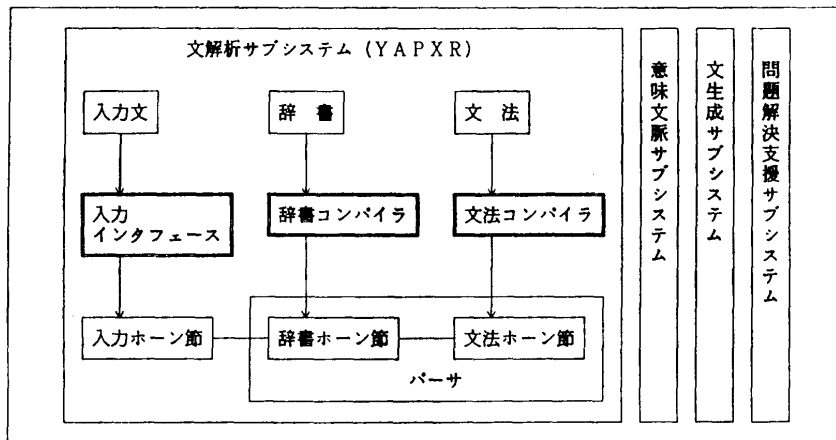 文解析サブシステム (YAPXR)
入力文
辞 書
文 法
入力
インタフェース
辞書コンパイラ
文法コンパイラ
入力ホーン節
辞書ホーン節
文法ホーン節
パーサ
意味文脈サブシステム
文生成サブシステム
問題解決支援サブシステム